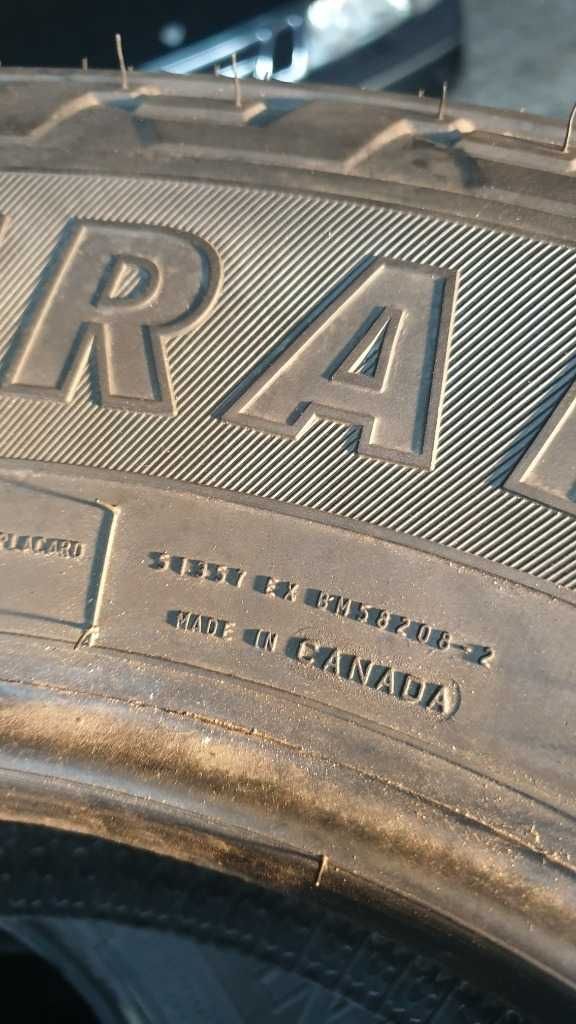 RA
PLACARD
51357 EX BM58208-2
MADE IN CANADA